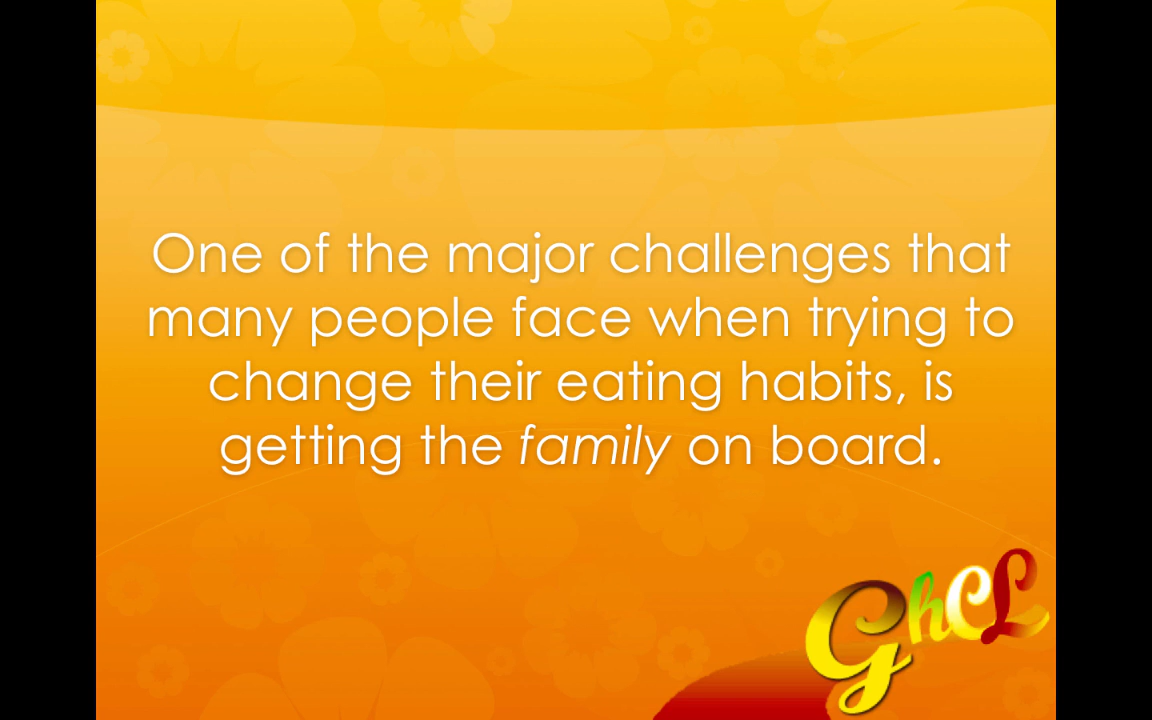 One of the major challenges that
many people face when trying to
change their eating habits, is
getting the family on board.
GhCL